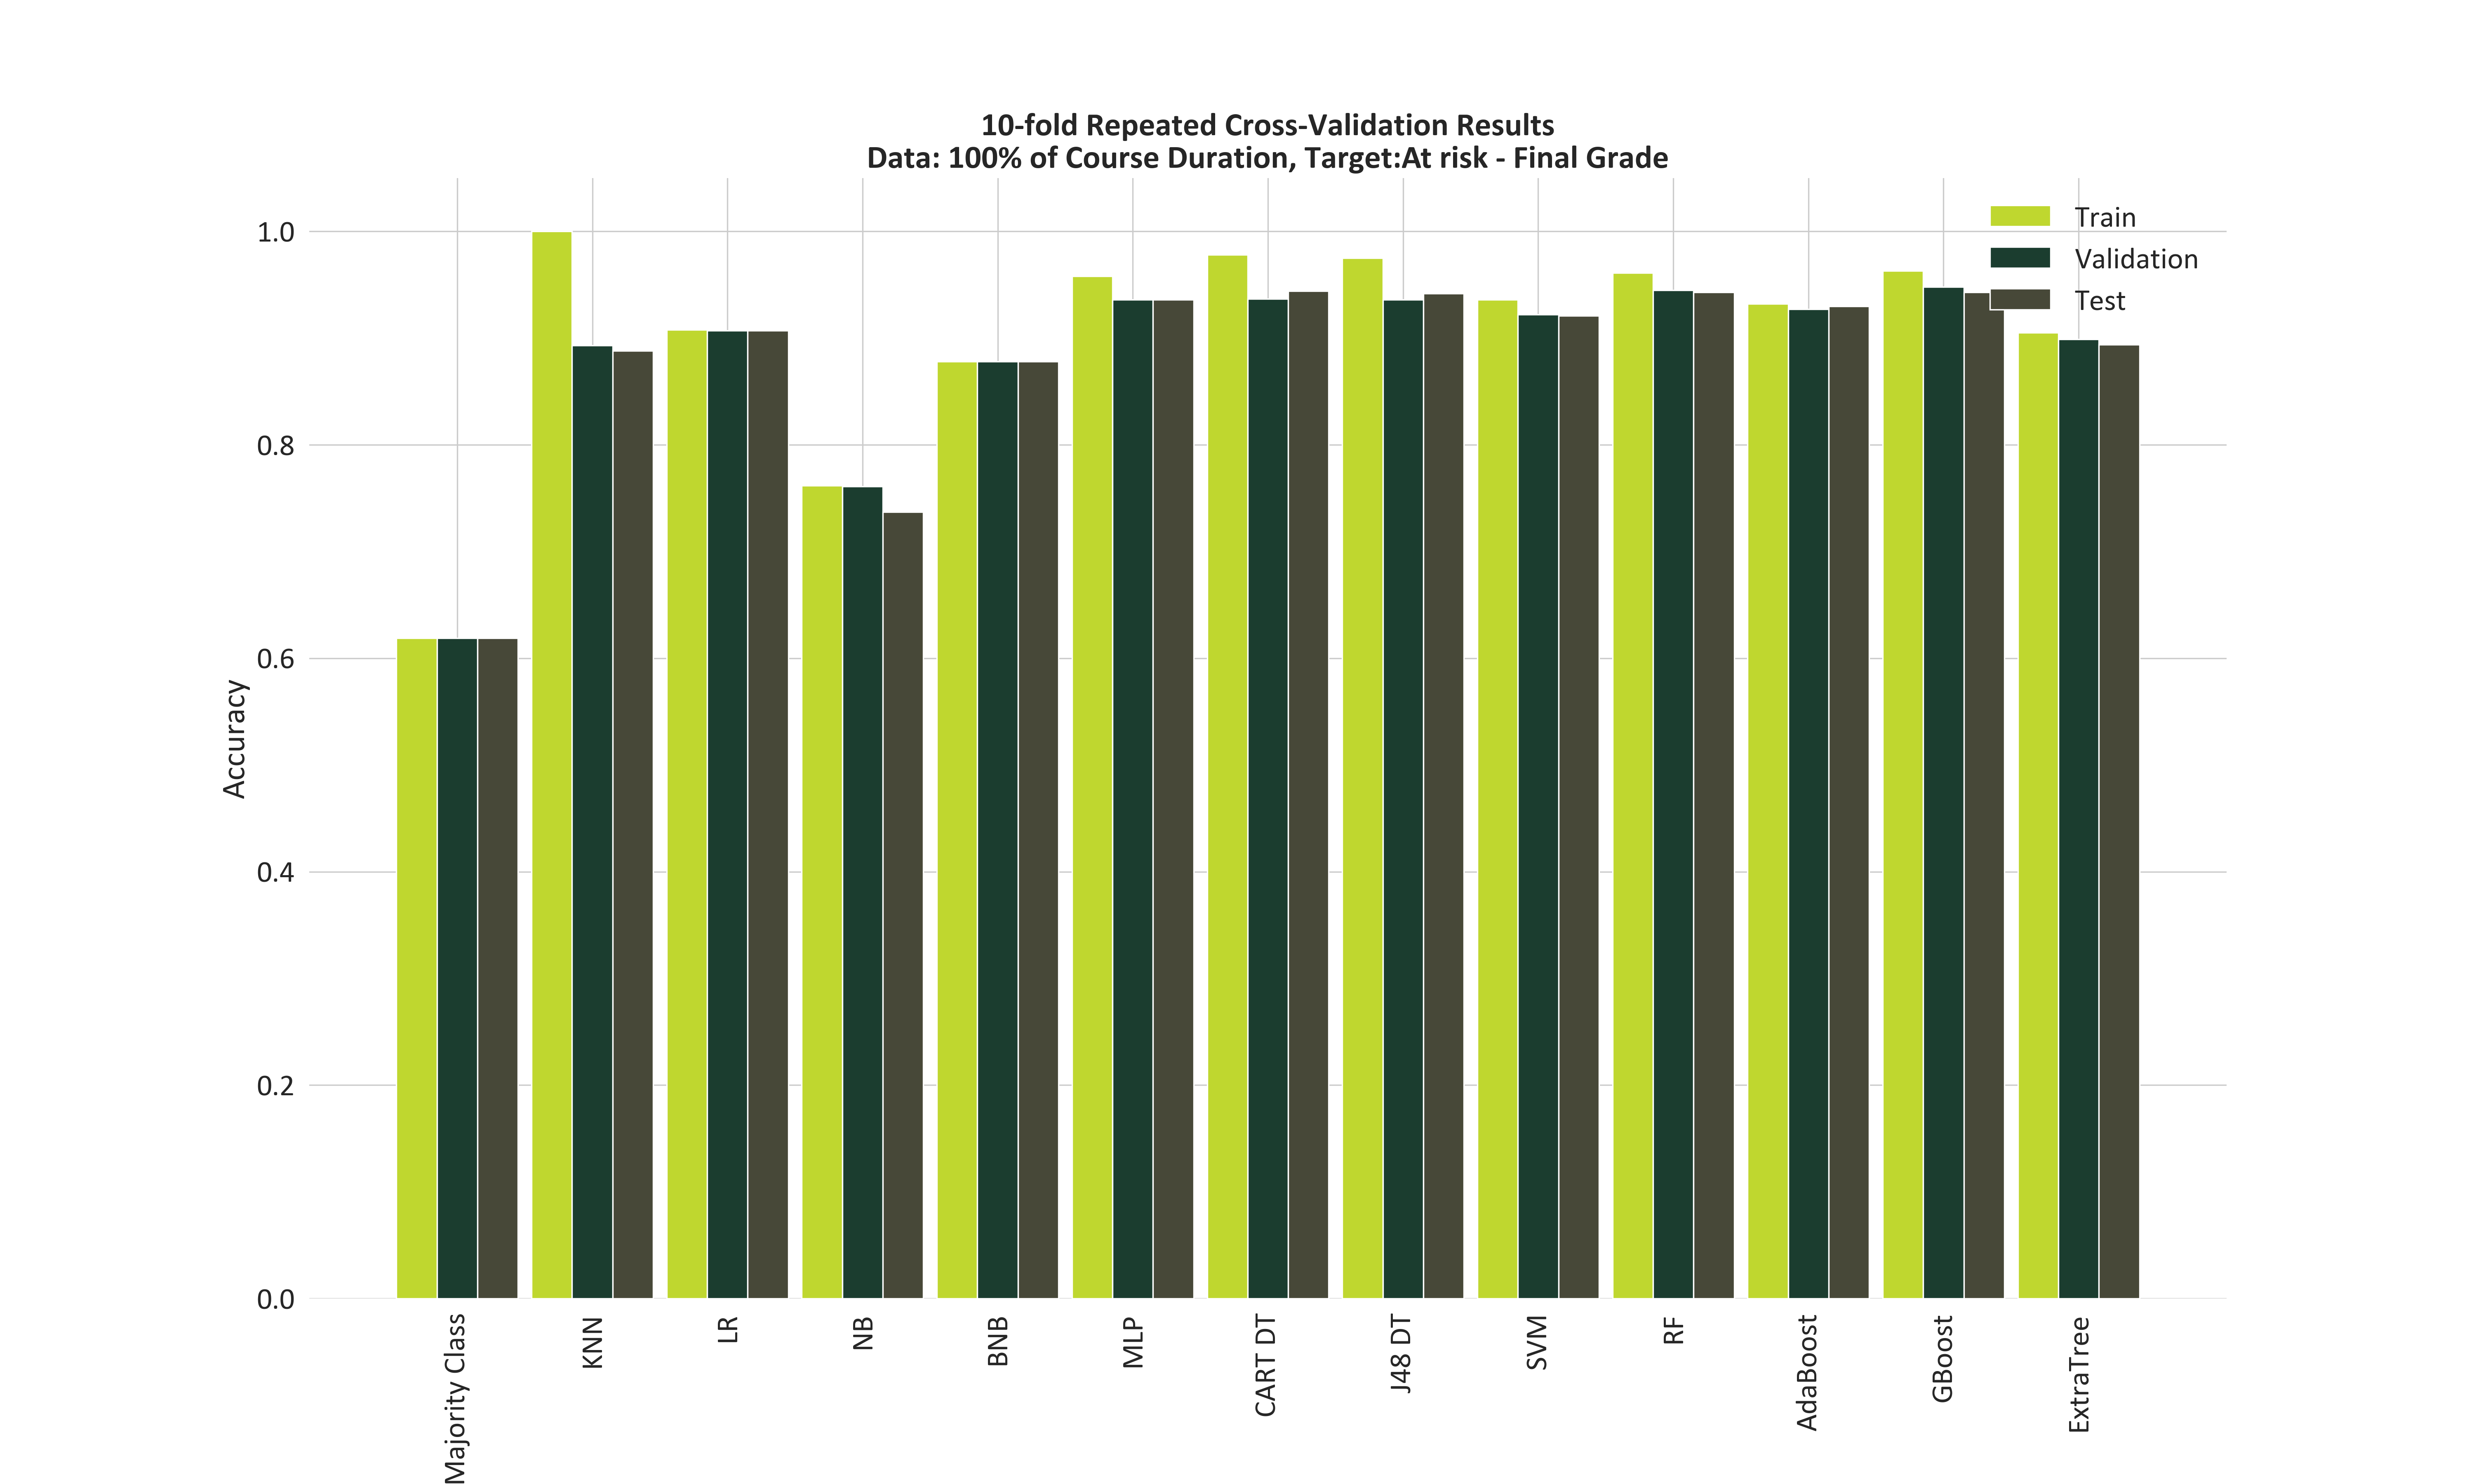 10-fold Repeated Cross-Validation Results
Data: 100% of Course Duration, Target:At risk - Final Grade
Train
Validation
Test
1.0
0.8
0.6
0.4
0.2
0.0
Accuracy
Majority Class
KNN
LR
NB
BNB
MLP
CART DT
J48 DT
SVM
RF
AdaBoost
GBoost
ExtraTree